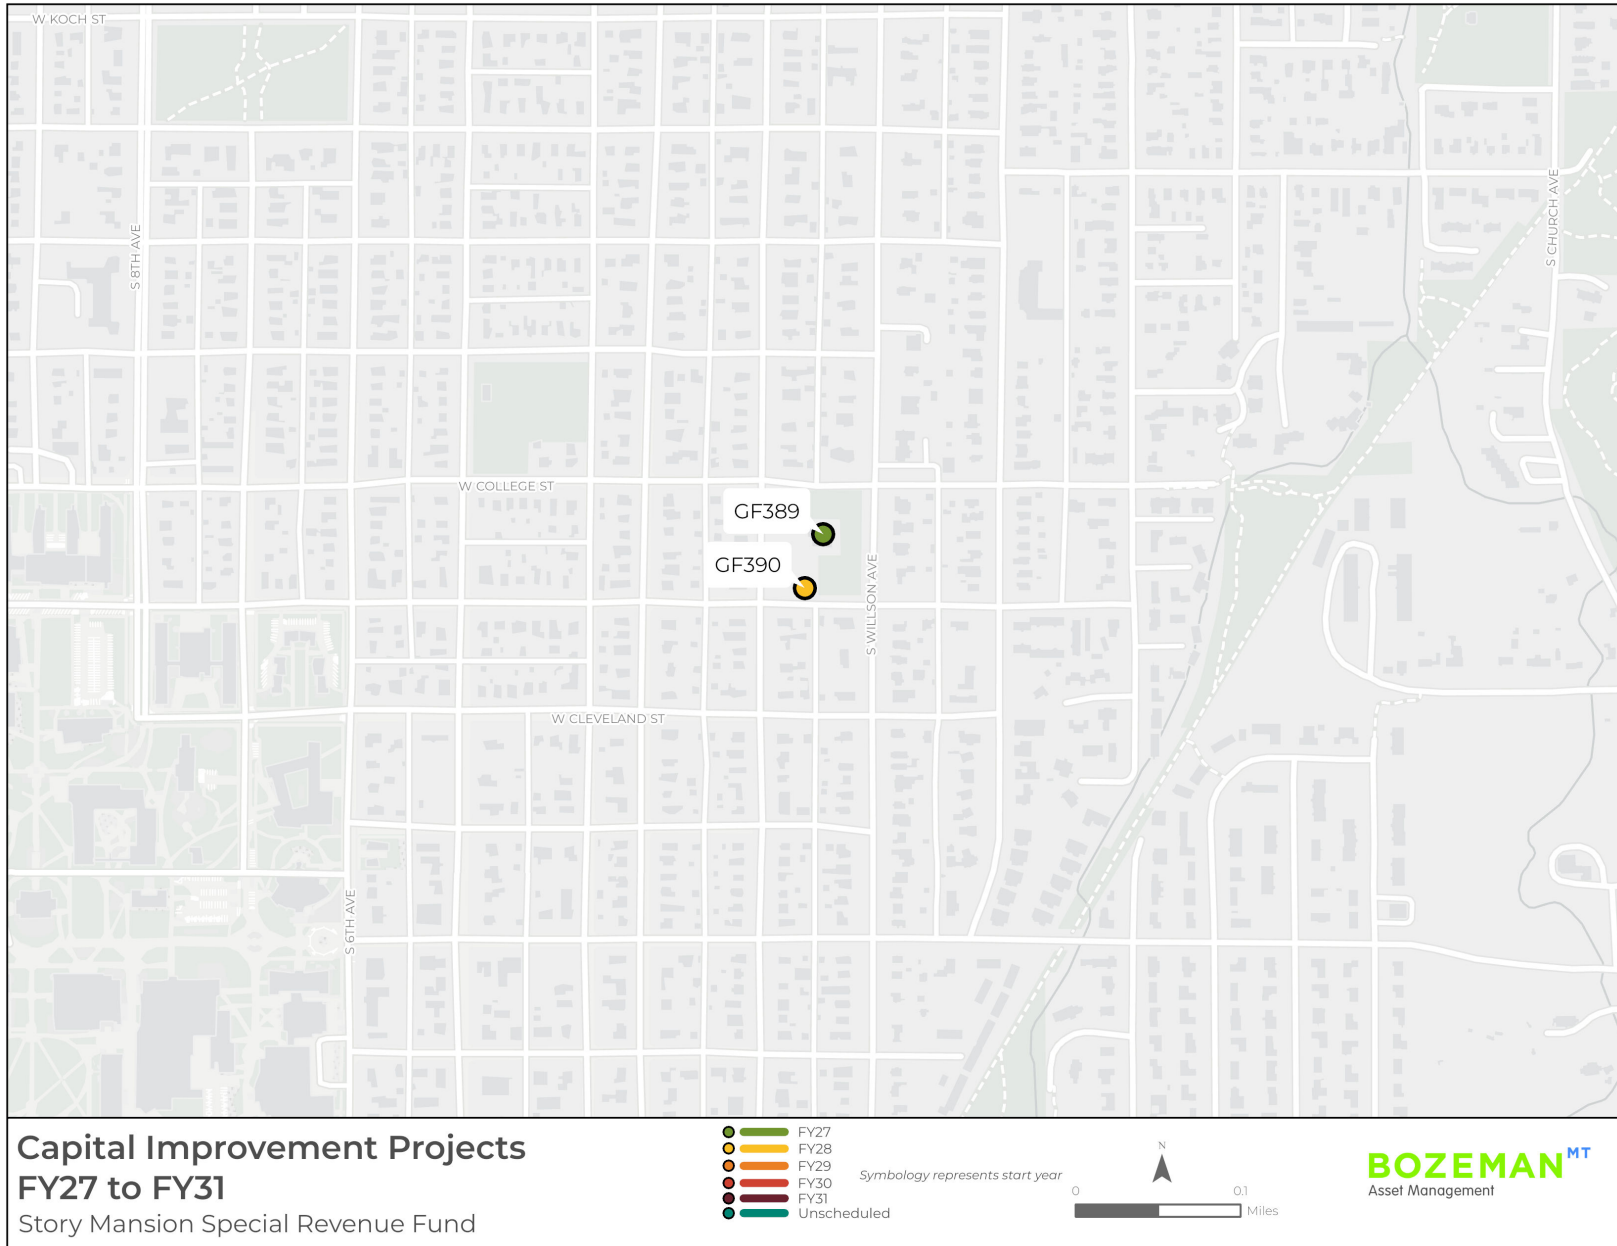 W KOCH ST
S 8TH AVE
S CHURCH AVE
W COLLEGE ST
GF389
GF390
S WILLSON AVE
W CLEVELAND ST
S 6TH AVE
Capital Improvement Projects
FY27 to FY31
Story Mansion Special Revenue Fund
FY27
FY28
FY29
FY30
FY31
Unscheduled
Symbology represents start year
N
0 0.1
Miles
BOZEMAN MT
Asset Management